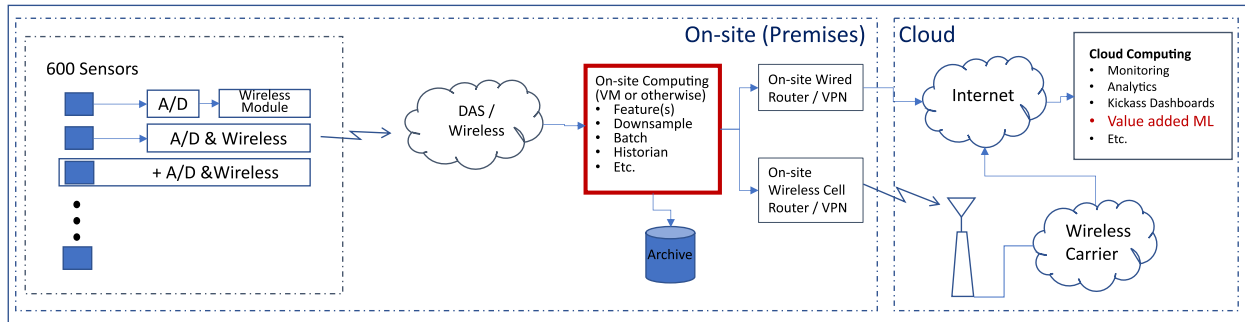 On-site (Premises)
Cloud
600 Sensors
A/D
Wireless
Module
A/D & Wireless
+ A/D &Wireless
DAS /
Wireless
On-site Computing
(VM or otherwise)
• Feature(s)
• Downsample
• Batch
• Historian
• Etc.
Archive
On-site Wired
Router / VPN
On-site
Wireless Cell
Router / VPN
Internet
Wireless
Carrier
Cloud Computing
• Monitoring
• Analytics
• Kickass Dashboards
• Value added ML
• Etc.